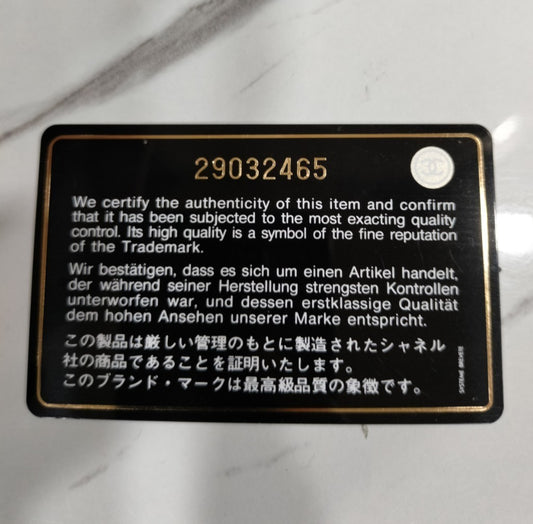 29032465
We certify the authenticity of this item and confirm
that it has been subjected to the most exacting quality
control. Its high quality is a symbol of the fine reputation
of the Trademark.
Wir bestätigen, dass es sich um einen Artikel handelt,
der während seiner Herstellung strengsten Kontrollen
unterworfen war, und dessen erstklassige Qualität
dem hohen Ansehen unserer Marke entspricht.
この製品は厳しい管理のもとに製造されたシャネル
社の商品であることを証明いたします。
このブランド・マークは最高級品質の象徴です。